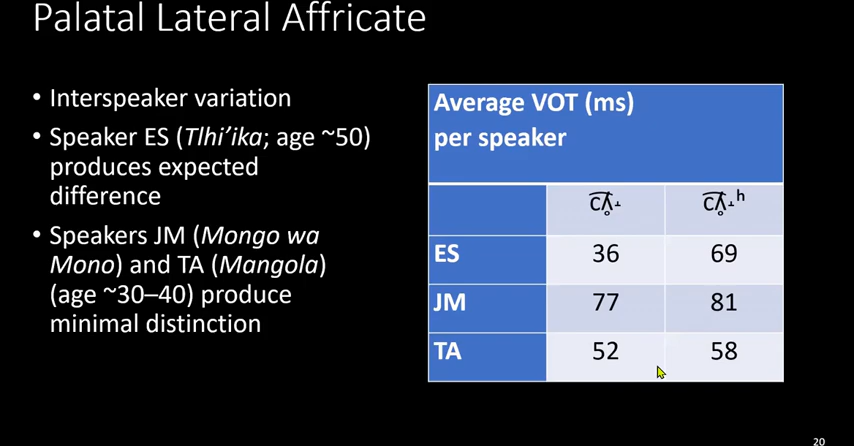 Palatal Lateral Affricate
• Interspeaker variation
• Speaker ES (Tlhi’ika; age ~50)
produces expected
difference
• Speakers JM (Mongo wa
Mono) and TA (Mangola)
(age ~30–40) produce
minimal distinction
Average VOT (ms)
per speaker
c͡ʎ̥˔ c͡ʎ̥˔ʰ
ES 36 69
JM 77 81
TA 52 58
20